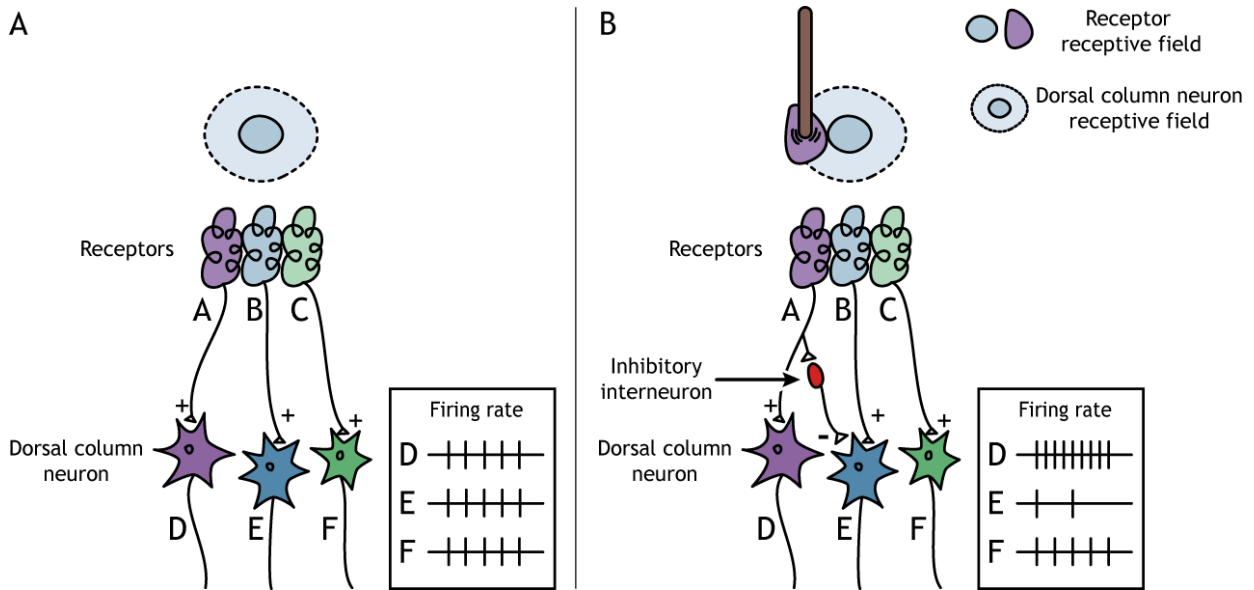 A
Receptors
A
B
C
+
+
+
Dorsal column
neuron
D
E
F
Firing rate
D
E
F
B
Receptor
receptive field
Dorsal column neuron
receptive field
Receptors
A
B
C
Inhibitory
interneuron
+
-
+
+
Dorsal column
neuron
D
E
F
Firing rate
D
E
F